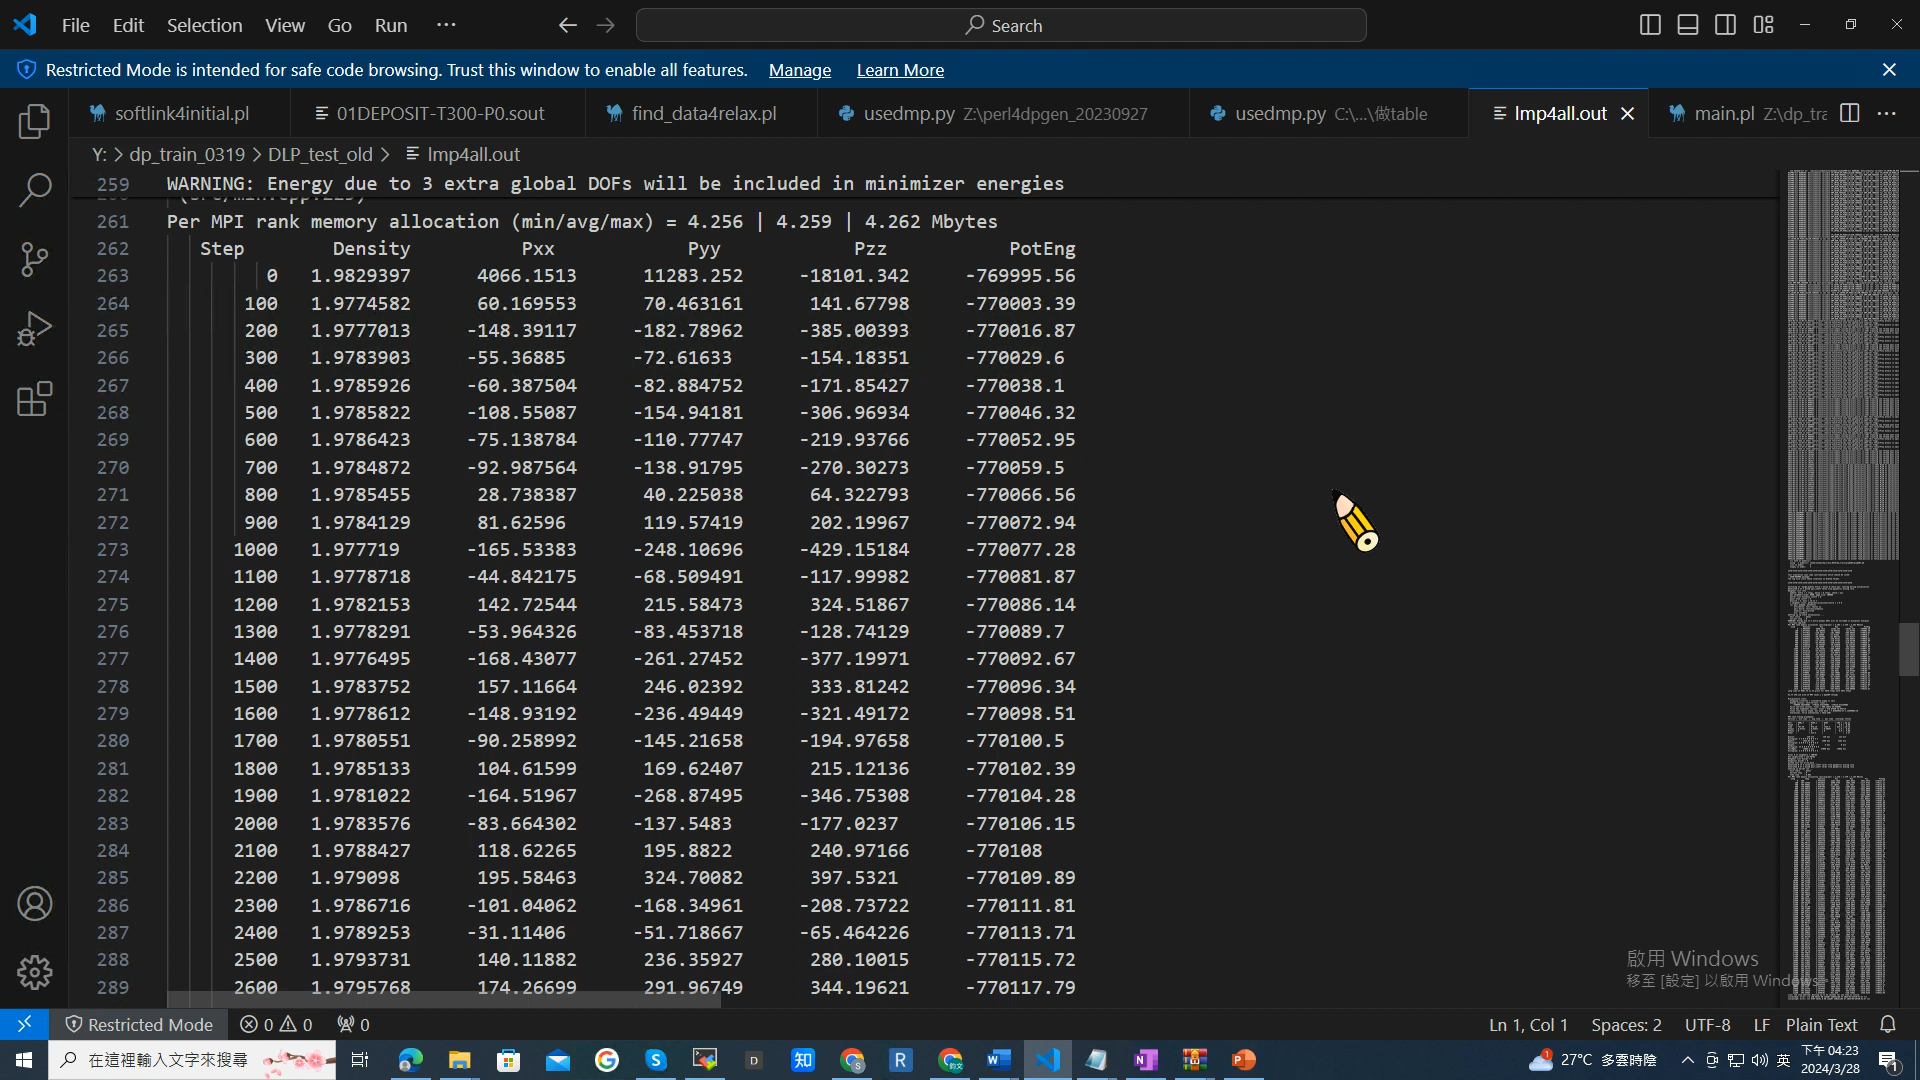 File Edit Selection View Go Run ··· Search
Restricted Mode is intended for safe code browsing. Trust this window to enable all features. Manage Learn More
softlink4initial.pl 01DEPOSIT-T300-P0.sout find_data4relax.pl usedmp.py Z:\perl4dpgen_20230927 usedmp.py C:\...\做table lmp4all.out main.pl Z:\dp_tra
Y: > dp_train_0319 > DLP_test_old > lmp4all.out
259 WARNING: Energy due to 3 extra global DOFs will be included in minimizer energies
261 Per MPI rank memory allocation (min/avg/max) = 4.256 | 4.259 | 4.262 Mbytes
262 Step Density Pxx Pyy Pzz PotEng
263 0 1.9829397 4066.1513 11283.252 -18101.342 -769995.56
264 100 1.9774582 60.169553 70.463161 141.67798 -770003.39
265 200 1.9777013 -148.39117 -182.78962 -385.00393 -770016.87
266 300 1.9783903 -55.36885 -72.61633 -154.18351 -770029.6
267 400 1.9785926 -60.387504 -82.884752 -171.85427 -770038.1
268 500 1.9785822 -108.55087 -154.94181 -306.96934 -770046.32
269 600 1.9786423 -75.138784 -110.77747 -219.93766 -770052.95
270 700 1.9784872 -92.987564 -138.91795 -270.30273 -770059.5
271 800 1.9785455 28.738387 40.225038 64.322793 -770066.56
272 900 1.9784129 81.62596 119.57419 202.19967 -770072.94
273 1000 1.977719 -165.53383 -248.10696 -429.15184 -770077.28
274 1100 1.9778718 -44.842175 -68.509491 -117.99982 -770081.87
275 1200 1.9782153 142.72544 215.58473 324.51867 -770086.14
276 1300 1.9778291 -53.964326 -83.453718 -128.74129 -770089.7
277 1400 1.9776495 -168.43077 -261.27452 -377.19971 -770092.67
278 1500 1.9783752 157.11664 246.02392 333.81242 -770096.34
279 1600 1.9778612 -148.93192 -236.49449 -321.49172 -770098.51
280 1700 1.9780551 -90.258992 -145.21658 -194.97658 -770100.5
281 1800 1.9785133 104.61599 169.62407 215.12136 -770102.39
282 1900 1.9781022 -164.51967 -268.87495 -346.75308 -770104.28
283 2000 1.9783576 -83.664302 -137.5483 -177.0237 -770106.15
284 2100 1.9788427 118.62265 195.8822 240.97166 -770108
285 2200 1.979098 195.58463 324.70082 397.5321 -770109.89
286 2300 1.9786716 -101.04062 -168.34961 -208.73722 -770111.81
287 2400 1.9789253 -31.11406 -51.718667 -65.464226 -770113.71
288 2500 1.9793731 140.11882 236.35927 280.10015 -770115.72
289 2600 1.9795768 174.26699 291.96749 344.19621 -770117.79
啟用 Windows
移至 [設定] 以啟用 Windows。
Restricted Mode 0 0 0 Ln 1, Col 1 Spaces: 2 UTF-8 LF Plain Text
在這裡輸入文字來搜尋 27°C 多雲時陰 英 下午 04:23
2024/3/28